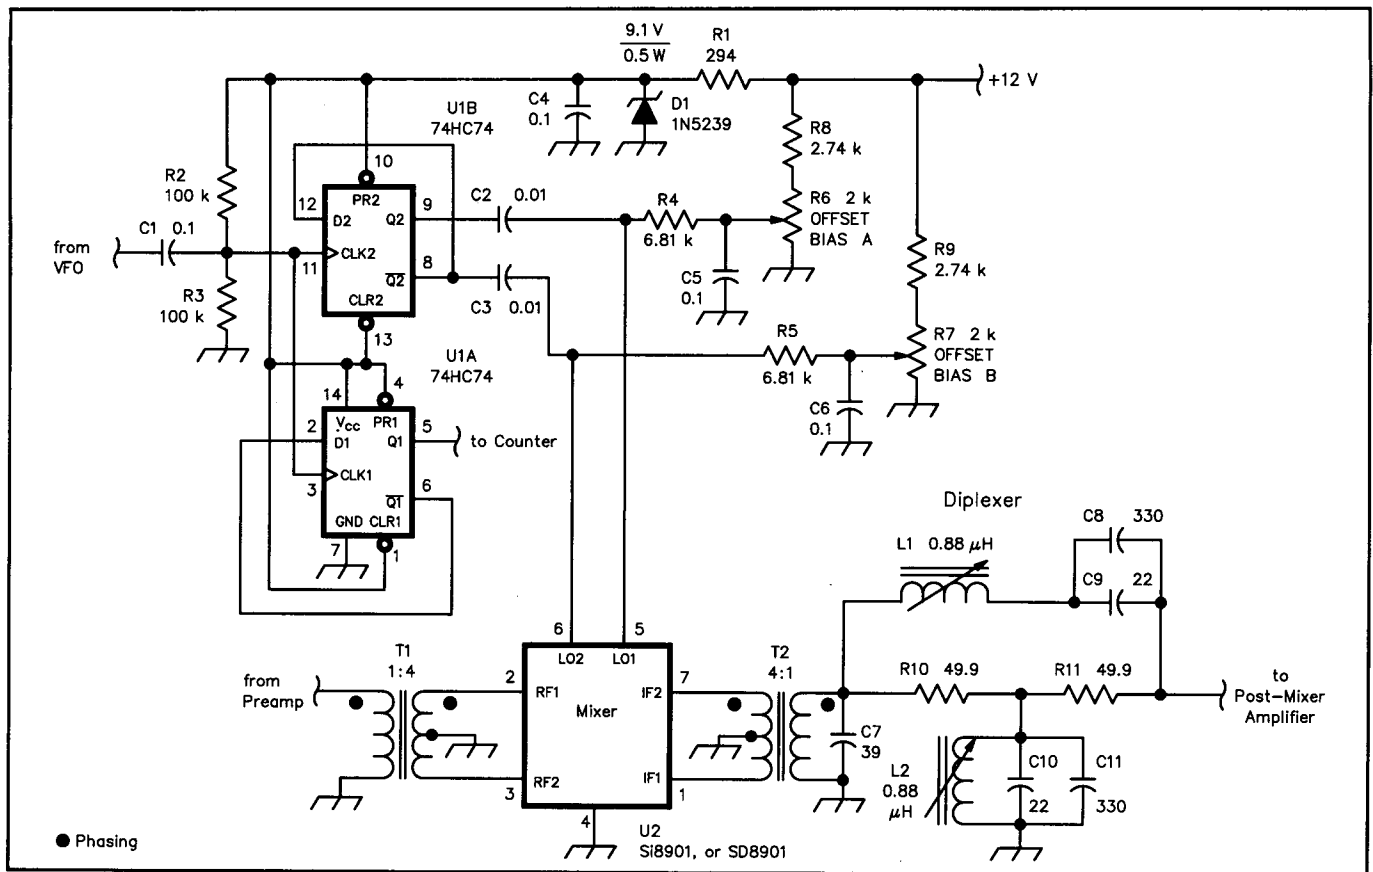 9.1 V
0.5 W
R1
294
+12 V
U1B
74HC74
C4
0.1
D1
1N5239
R8
2.74 k
R2
100 k
10
PR2
12
D2
Q2
9
C2
0.01
R4
6.81 k
R6 2 k
OFFSET
BIAS A
C1
0.1
from
VFO
11
CLK2
Q2
8
CLR2
C3
0.01
C5
0.1
R9
2.74 k
R3
100 k
13
U1A
74HC74
R5
6.81 k
R7 2 k
OFFSET
BIAS B
4
14
Vcc
PR1
2
D1
Q1
5
to Counter
C6
0.1
3
CLK1
Q1
6
GND
CLR1
7
1
Diplexer
C8
330
L1 0.88 μH
C9
22
6
5
LO2
LO1
T1
1:4
T2
4:1
from
Preamp
2
RF1
IF2
7
Mixer
R10
49.9
R11
49.9
to
Post-Mixer
Amplifier
C7
39
RF2
IF1
3
1
L2
0.88
μH
C10
22
C11
330
4
U2
Si8901, or SD8901
Phasing